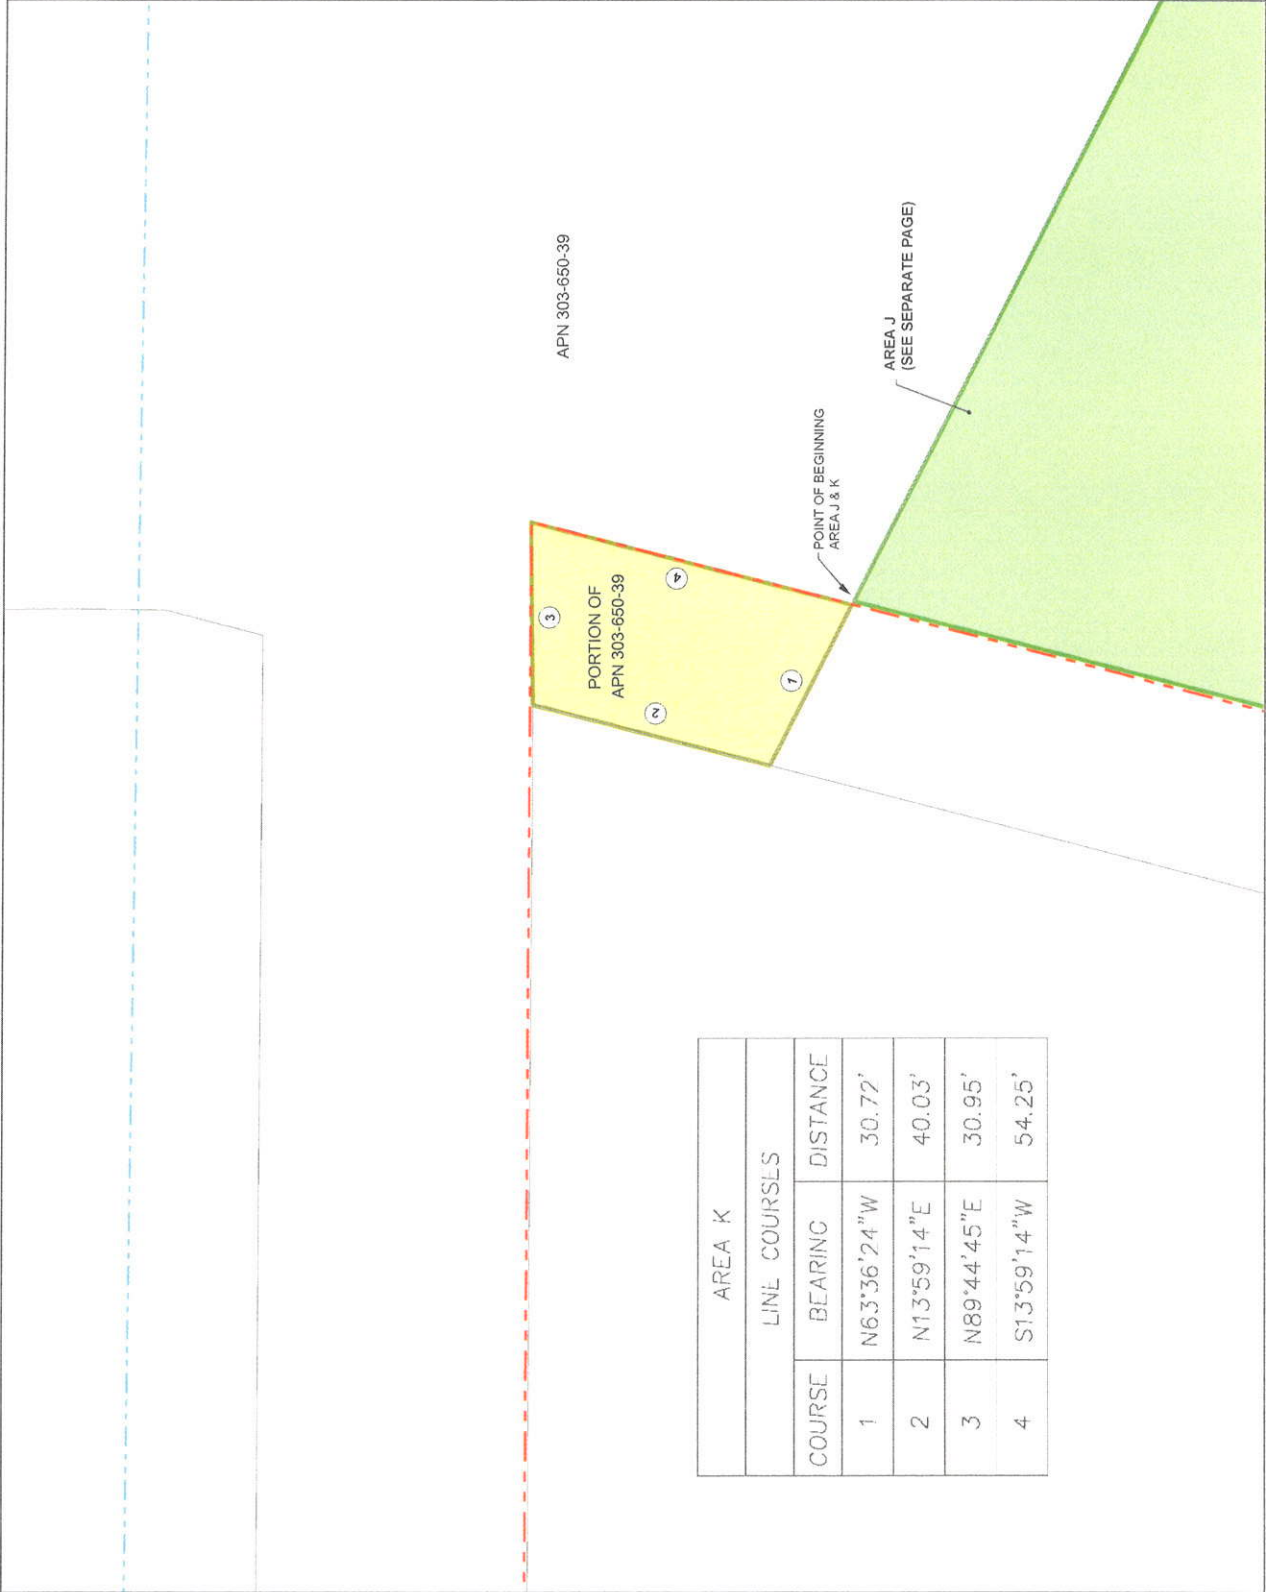 APN 303-650-39
PORTION OF
APN 303-650-39
3
4
2
1
POINT OF BEGINNING
AREA J & K
AREA J
(SEE SEPARATE PAGE)
AREA K
LINE COURSES
COURSE BEARING DISTANCE
1 N63°36'24"W 30.72'
2 N13°59'14"E 40.03'
3 N89°44'45"E 30.95'
4 S13°59'14"W 54.25'